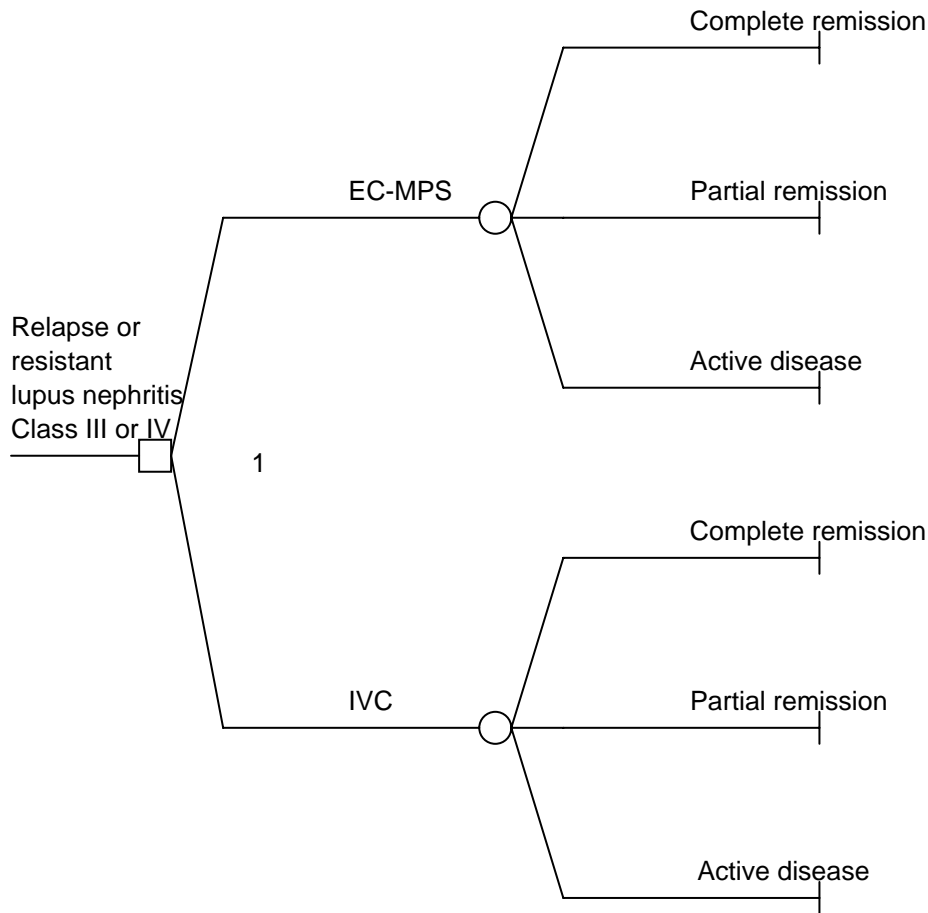 Complete remission
EC-MPS
Partial remission
Relapse or
resistant
lupus nephritis
Class III or IV
Active disease
1
Complete remission
IVC
Partial remission
Active disease